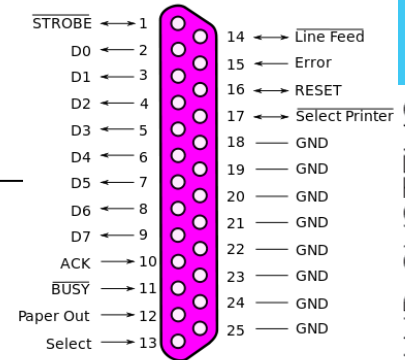 STROBE 1
D0 2
D1 3
D2 4
D3 5
D4 6
D5 7
D6 8
D7 9
ACK 10
BUSY 11
Paper Out 12
Select 13
14 Line Feed
15 Error
16 RESET
17 Select Printer
18 GND
19 GND
20 GND
21 GND
22 GND
23 GND
24 GND
25 GND